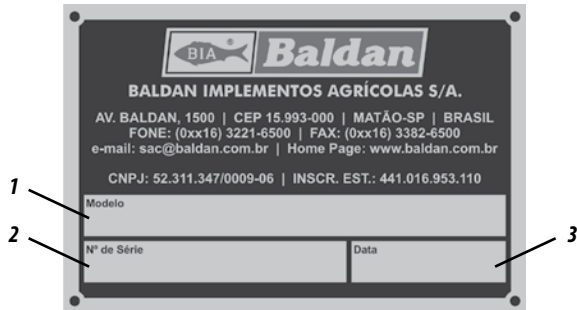 BIA Baldan
BALDAN IMPLEMENTOS AGRÍCOLAS S/A.
AV. BALDAN, 1500 | CEP 15.993-000 | MATÃO-SP | BRASIL
FONE: (0xx16) 3221-6500 | FAX: (0xx16) 3382-6500
e-mail: sac@baldan.com.br | Home Page: www.baldan.com.br
CNPJ: 52.311.347/0009-06 | INSCR. EST.: 441.016.953.110
1
Modelo
2
Nº de Série
Data
3